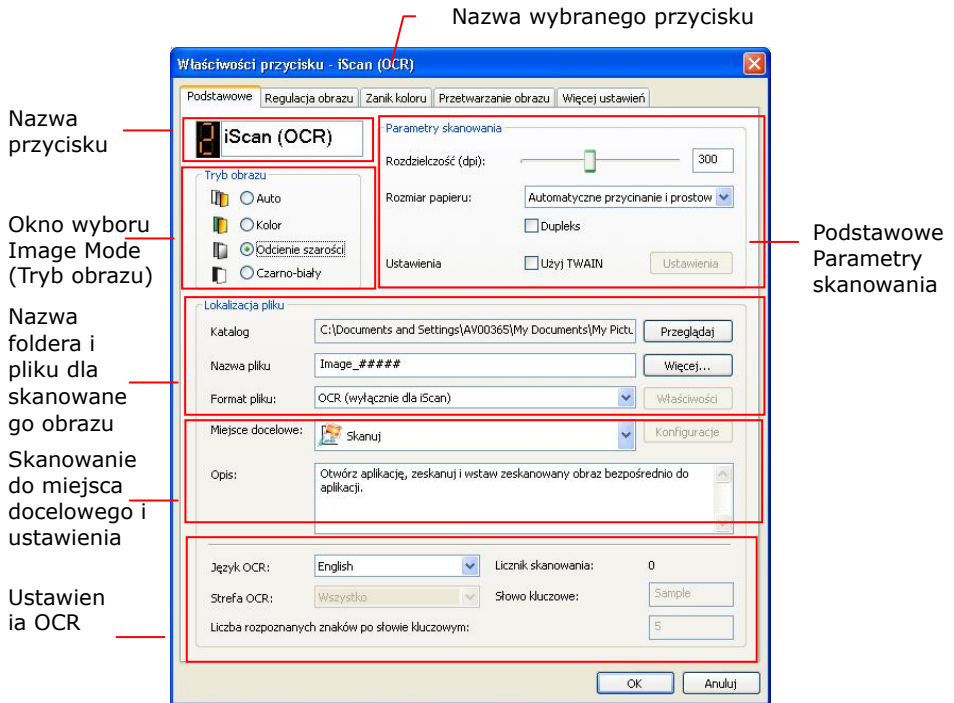 Nazwa wybranego przycisku
Właściwości przycisku - iScan (OCR)
Podstawowe Regulacja obrazu Zanik koloru Przetwarzanie obrazu Więcej ustawień
Nazwa
przycisku
2 iScan (OCR)
Tryb obrazu
Auto
Kolor
Odcienie szarości
Czarno-biały
Okno wyboru
Image Mode
(Tryb obrazu)
Parametry skanowania
Rozdzielczość (dpi): 300
Rozmiar papieru: Automatyczne przycinanie i prostow
Dupleks
Ustawienia Użyj TWAIN Ustawienia
Podstawowe
Parametry
skanowania
Nazwa
foldera i
pliku dla
skanowane
go obrazu
Lokalizacja pliku
Katalog C:\Documents and Settings\AV00365\My Documents\My Pictu Przeglądaj
Nazwa pliku Image_##### Więcej...
Format pliku: OCR (wyłącznie dla iScan) Właściwości
Skanowanie
do miejsca
docelowego i
ustawienia
Miejsce docelowe: Skanuj Konfiguracje
Opis: Otwórz aplikację, zeskanuj i wstaw zeskanowany obraz bezpośrednio do
aplikacji.
Ustawien
ia OCR
Język OCR: English Licznik skanowania: 0
Strefa OCR: Wszystko Słowo kluczowe: Sample
Liczba rozpoznanych znaków po słowie kluczowym: 5
OK Anuluj